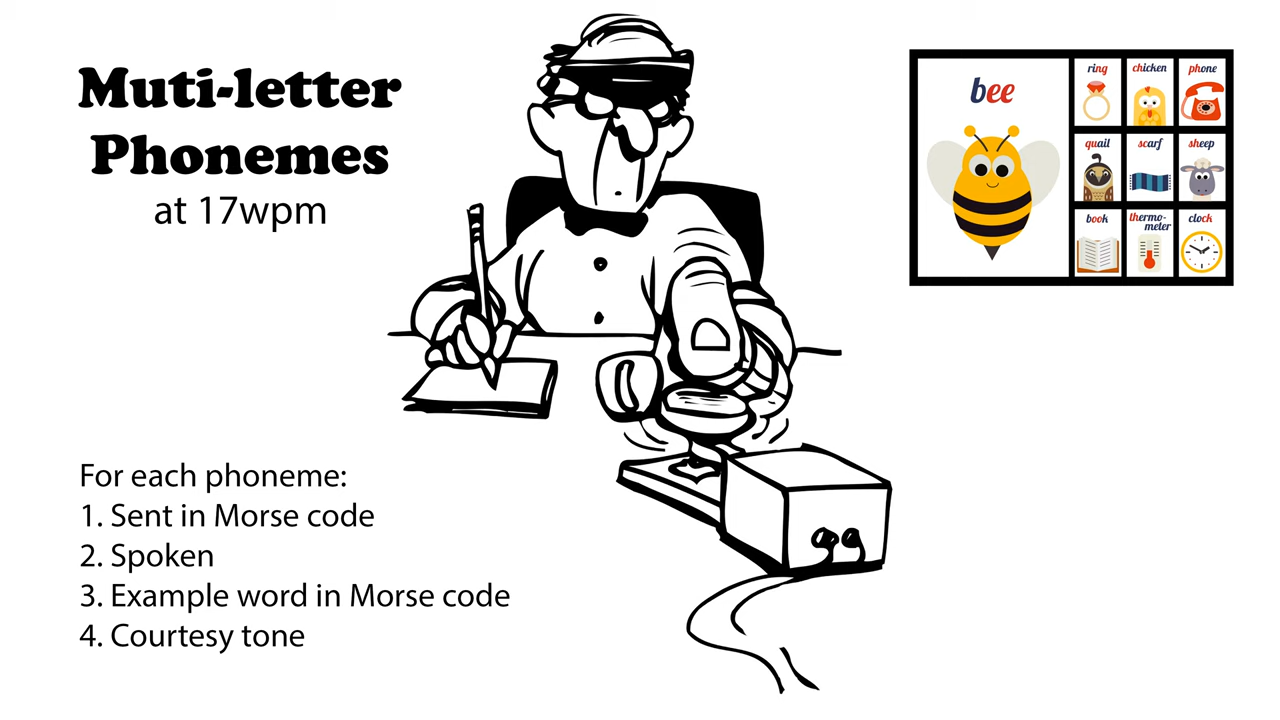 Muti-letter
Phonemes
at 17wpm
bee
ring
chicken
phone
quail
scarf
sheep
book
thermo-
meter
clock
For each phoneme:
1. Sent in Morse code
2. Spoken
3. Example word in Morse code
4. Courtesy tone